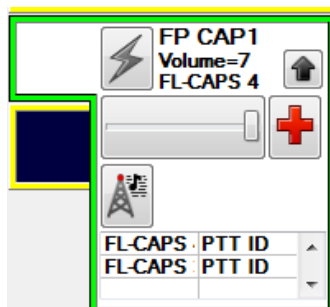 FP CAP1
Volume=7
FL-CAPS 4
FL-CAPS PTT ID
FL-CAPS PTT ID